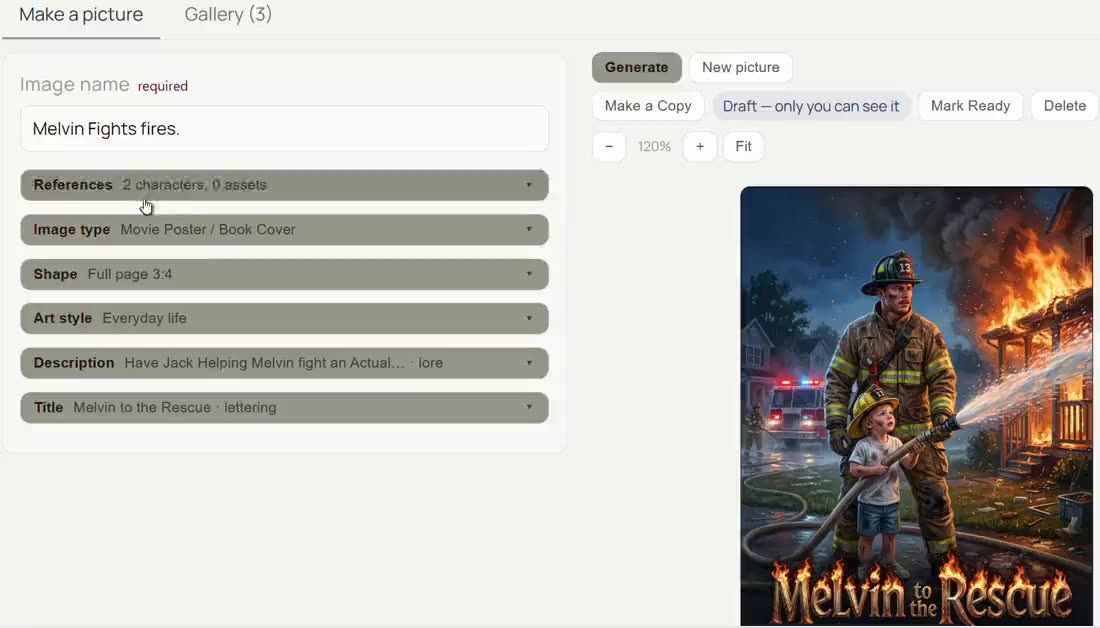 Make a picture
Gallery (3)
Image name required
Melvin Fights fires.
References 2 characters, 0 assets
Image type Movie Poster / Book Cover
Shape Full page 3:4
Art style Everyday life
Description Have Jack Helping Melvin fight an Actual… · lore
Title Melvin to the Rescue · lettering
Generate
New picture
Make a Copy
Draft — only you can see it
Mark Ready
Delete
− 120% + Fit
13
13
Melvin to the Rescue